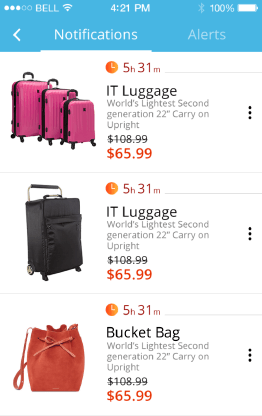 BELL 4:21 PM 100%
Notifications Alerts
5h 31m
IT Luggage
World's Lightest Second
generation 22" Carry on
Upright
$108.99
$65.99
5h 31m
IT Luggage
World's Lightest Second
generation 22" Carry on
Upright
$108.99
$65.99
5h 31m
Bucket Bag
World's Lightest Second
generation 22" Carry on
Upright
$108.99
$65.99